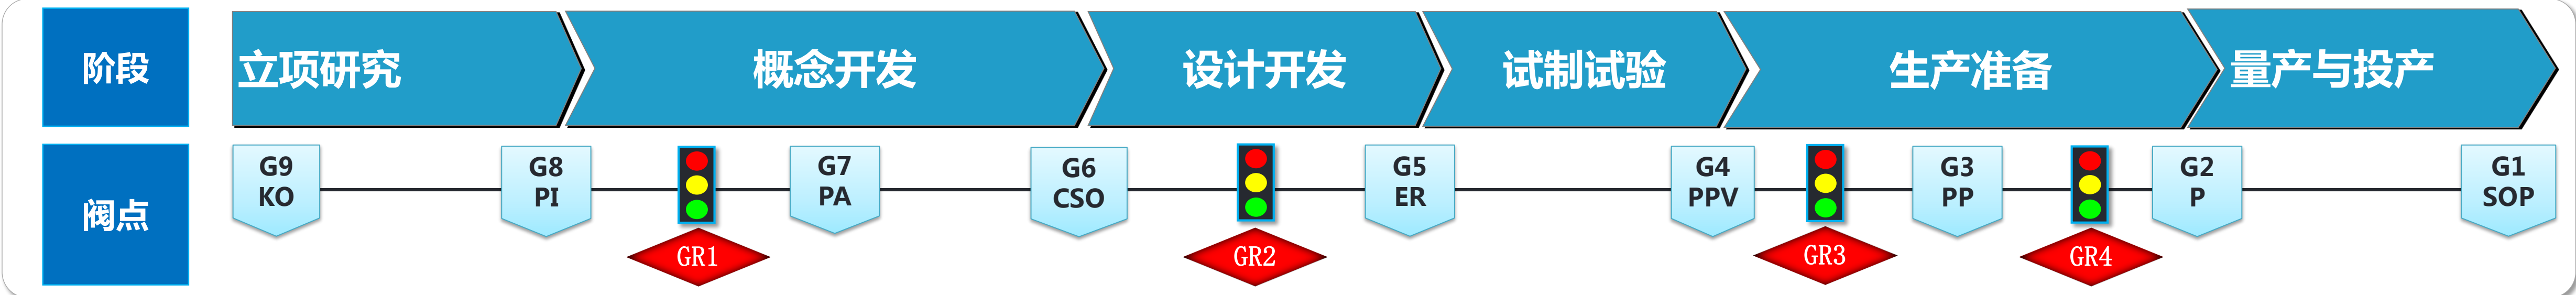 阶段
立项研究
概念开发
设计开发
试制试验
生产准备
量产与投产
阀点
G9
KO
G8
PI
G7
PA
G6
CSO
G5
ER
G4
PPV
G3
PP
G2
P
G1
SOP
GR1
GR2
GR3
GR4